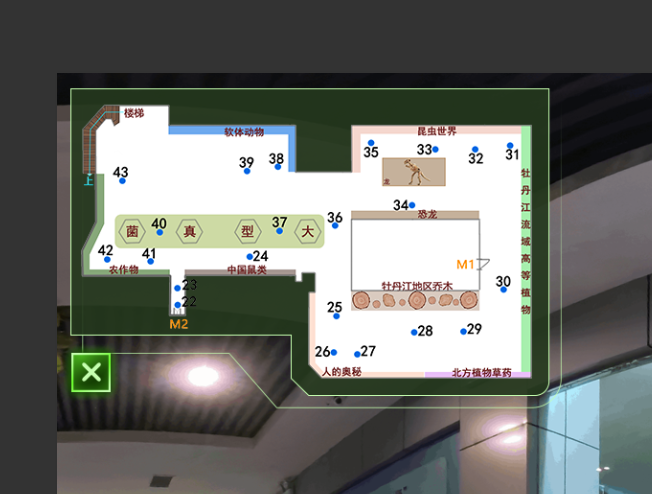 楼梯
上
软体动物
昆虫世界
35
33
32
31
43
39
38
龙
牡丹江流域高等植物
34
恐龙
36
菌
40
真
型
37
大
42
41
24
农作物
中国鼠类
M1
23
22
M2
牡丹江地区乔木
30
25
28
29
26
27
人的奥秘
北方植物草药